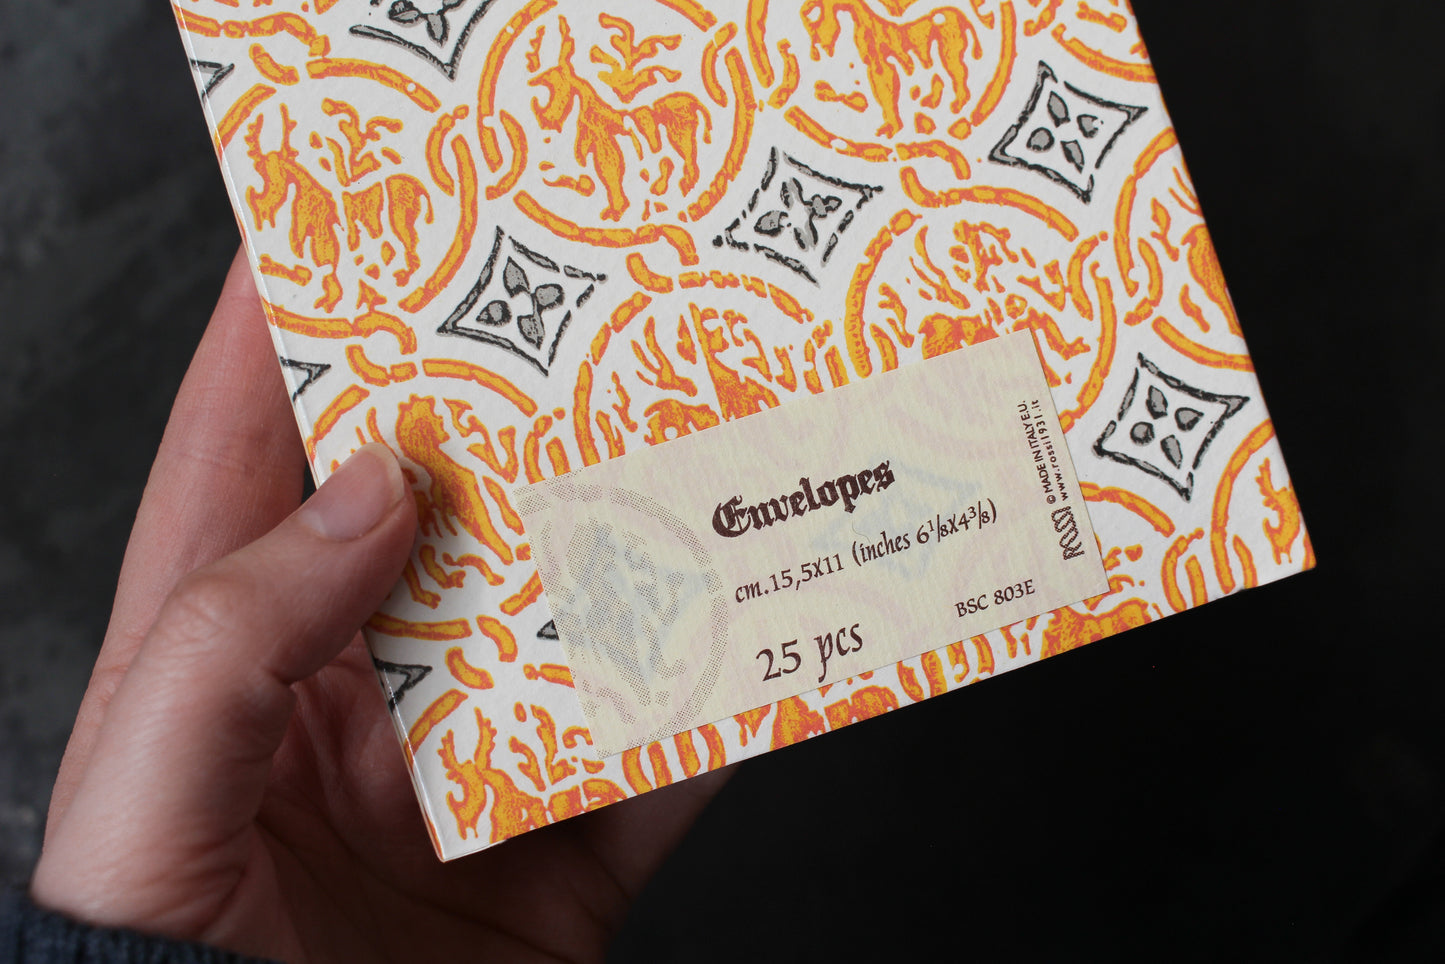 Envelopes
cm.15,5x11 (inches 6 1/8x4 3/8)
BSC 803E
25 pcs
ROSSI
© MADE IN ITALY E.U.
www.rossi1931.it